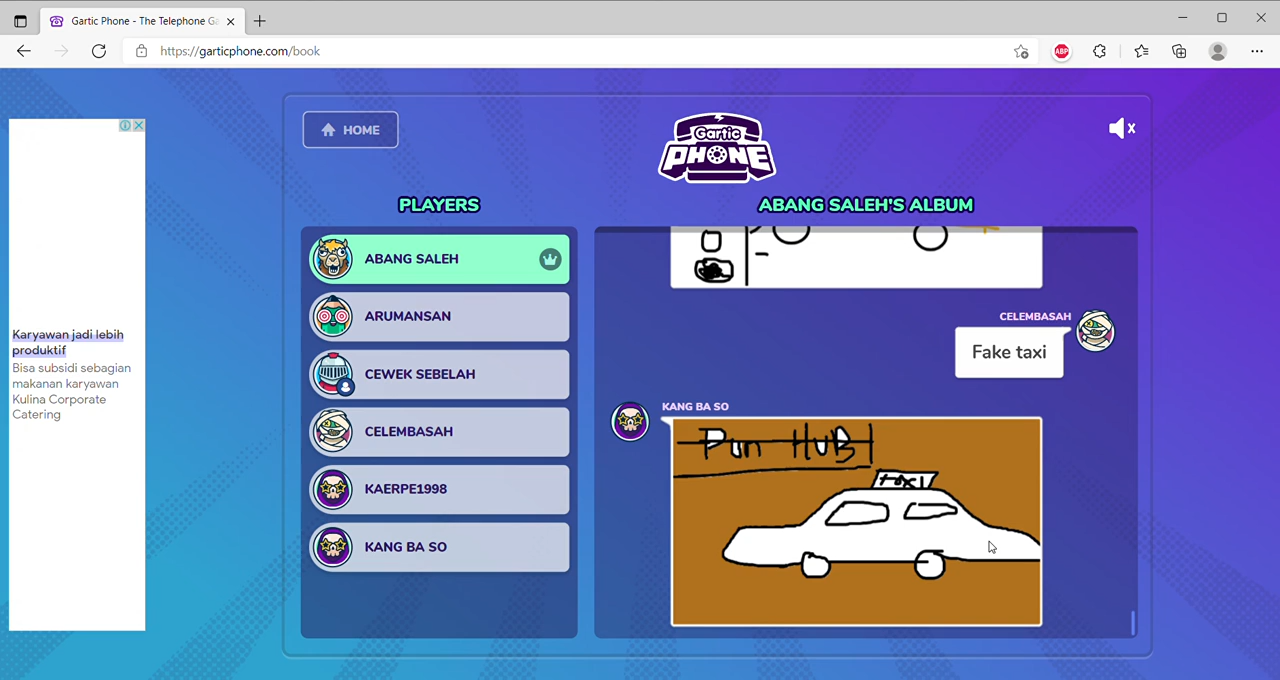 Gartic Phone - The Telephone Ga
https://garticphone.com/book
ABP
HOME
Gartic
PHONE
PLAYERS
ABANG SALEH'S ALBUM
ABANG SALEH
ARUMANSAN
CEWEK SEBELAH
CELEMBASAH
KAERPE1998
KANG BA SO
CELEMBASAH
Fake taxi
KANG BA SO
Pun HUB
TAXI
Karyawan jadi lebih
produktif
Bisa subsidi sebagian
makanan karyawan
Kulina Corporate
Catering